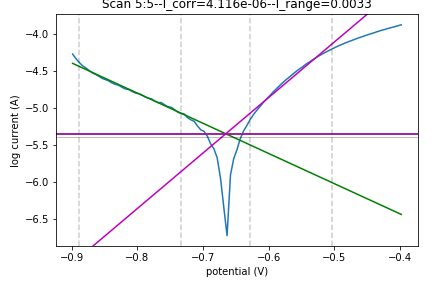 Scan 5:5--I_corr=4.116e-06--I_range=0.0033
log current (A)
−4.0
−4.5
−5.0
−5.5
−6.0
−6.5
−0.9 −0.8 −0.7 −0.6 −0.5 −0.4
potential (V)